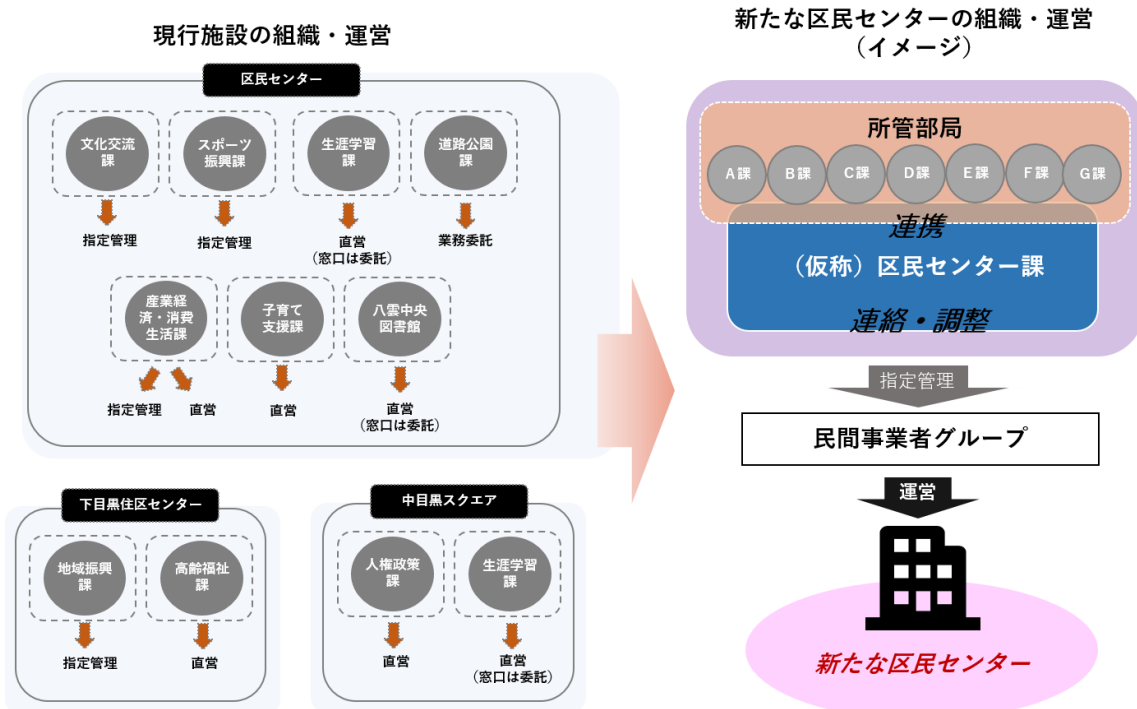 現行施設の組織・運営
区民センター
文化交流
課
スポーツ
振興課
生涯学習
課
道路公園
課
指定管理
指定管理
直営
(窓口は委託)
業務委託
産業経
済・消費
生活課
子育て
支援課
八雲中央
図書館
指定管理
直営
直営
直営
(窓口は委託)
下目黒住区センター
地域振興
課
高齢福祉
課
指定管理
直営
中目黒スクエア
人権政策
課
生涯学習
課
直営
直営
(窓口は委託)
新たな区民センターの組織・運営
（イメージ）
所管部局
A課
B課
C課
D課
E課
F課
G課
連携
（仮称）区民センター課
連絡・調整
指定管理
民間事業者グループ
運営
新たな区民センター